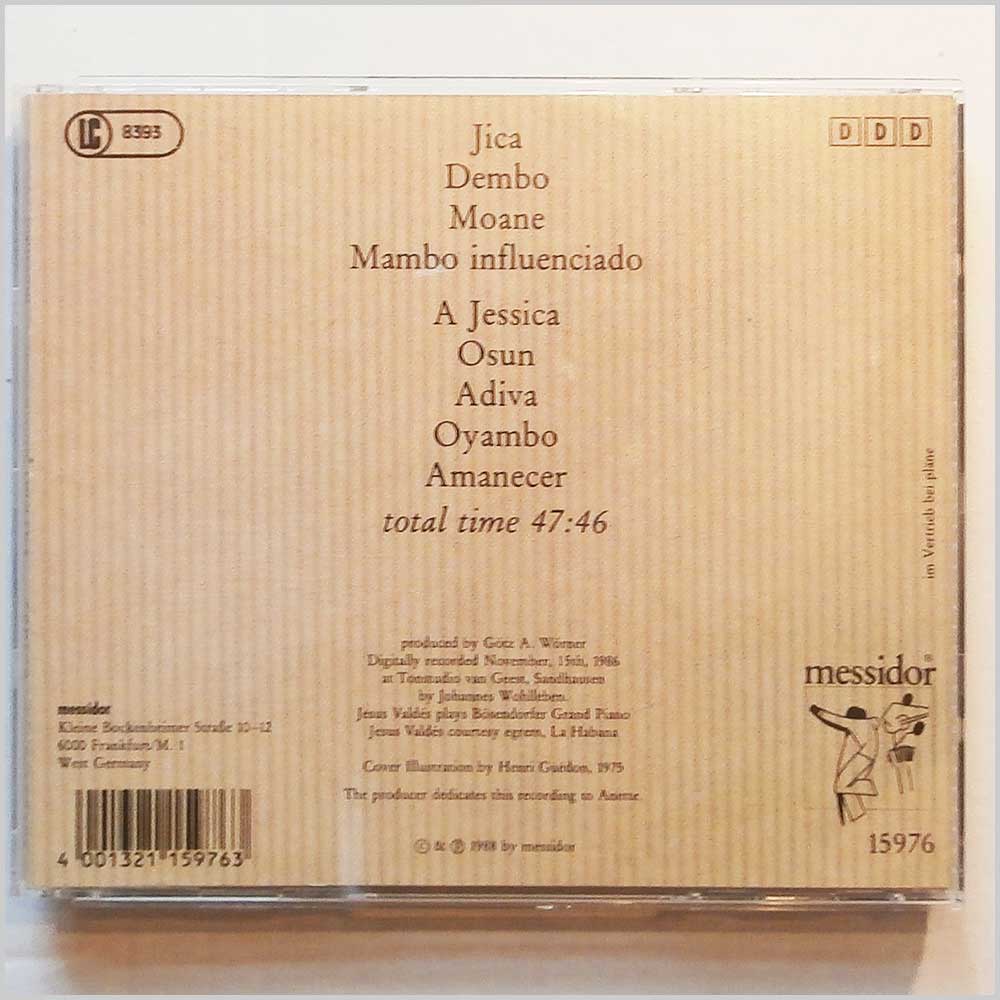 LC 8393
D D D
Jica
Dembo
Moane
Mambo influenciado
A Jessica
Osun
Adiva
Oyambo
Amanecer
total time 47:46
im Vertrieb bei pläne
produced by Götz A. Wörner
Digitally recorded November, 15th, 1986
at Tonstudio van Geest, Sandhausen
by Johannes Wohlleben.
Jésus Valdés plays Bösendorfer Grand Piano
Jesus Valdés courtesy egrem, La Habana
Cover Illustration by Henri Guédon, 1975
The producer dedicates this recording to
© & ℗ 1988 by messidor
messidor
Kleine Bockenheimer Straße 10–12
6000 Frankfurt/M. 1
West Germany
4 001321 159763
messidor®
15976